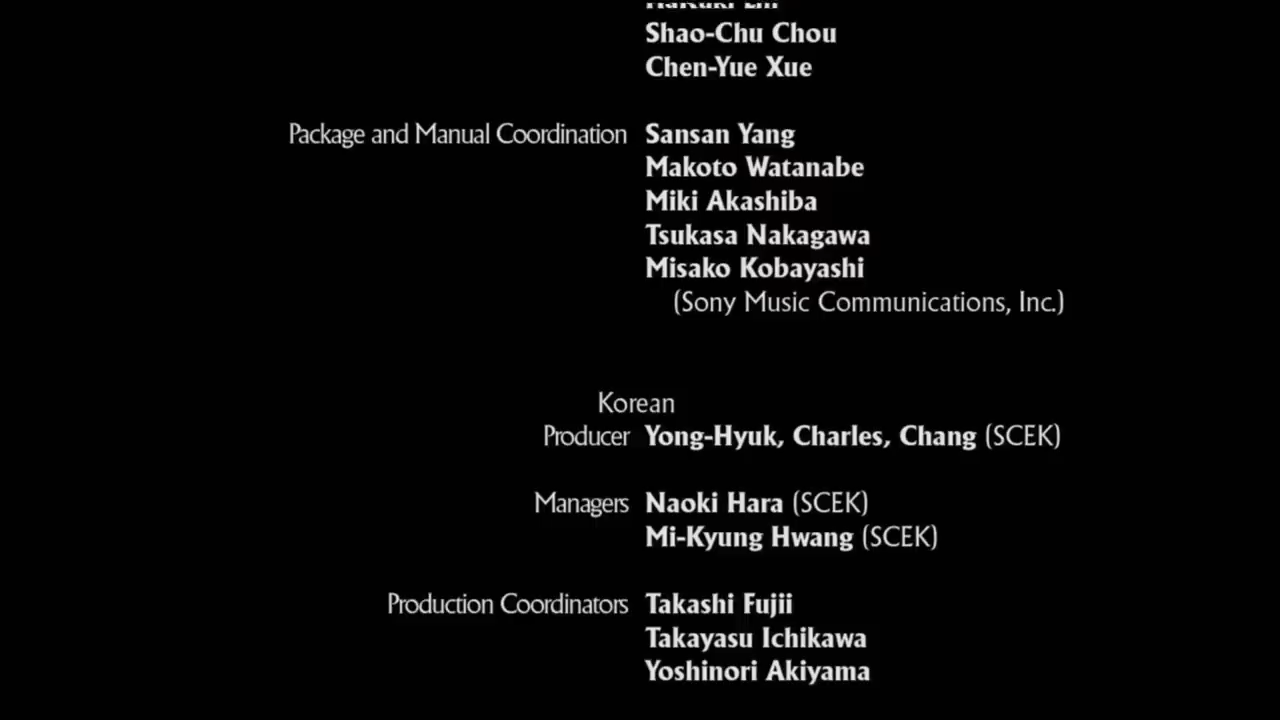 Shao-Chu Chou
Chen-Yue Xue
Package and Manual Coordination Sansan Yang
Makoto Watanabe
Miki Akashiba
Tsukasa Nakagawa
Misako Kobayashi
(Sony Music Communications, Inc.)
Korean
Producer Yong-Hyuk, Charles, Chang (SCEK)
Managers Naoki Hara (SCEK)
Mi-Kyung Hwang (SCEK)
Production Coordinators Takashi Fujii
Takayasu Ichikawa
Yoshinori Akiyama